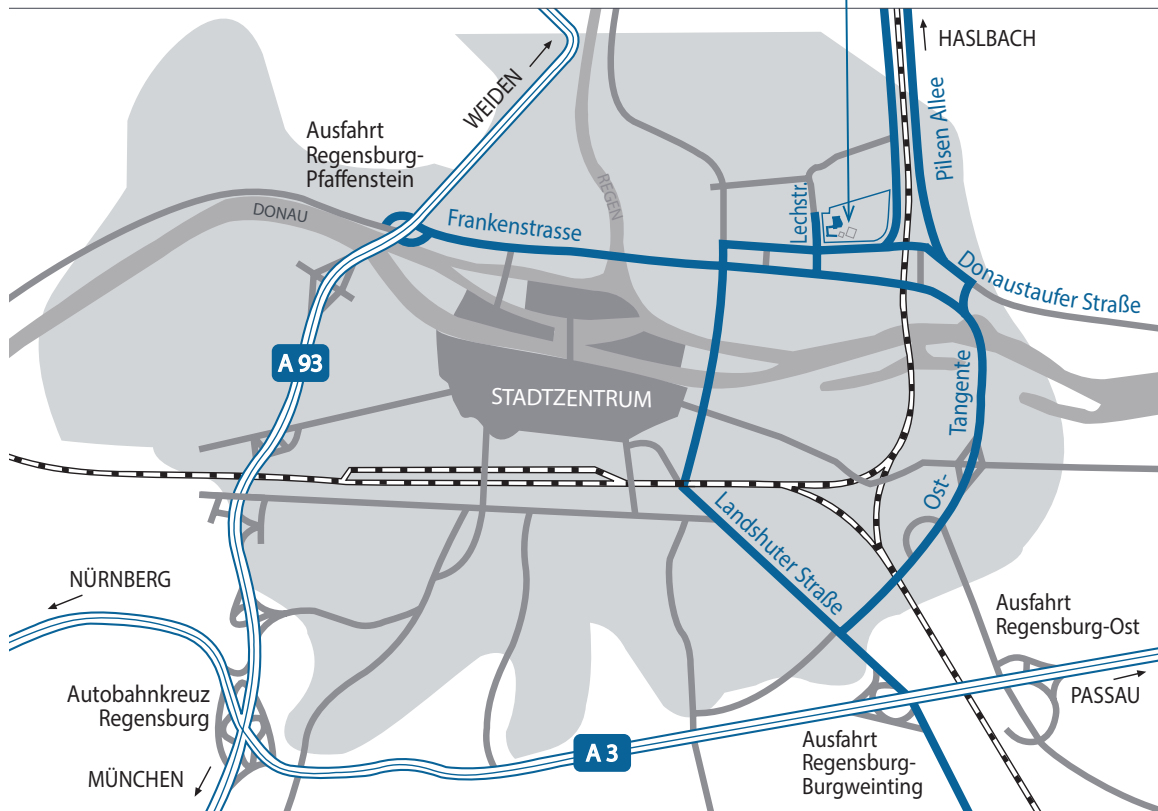 HASLBACH
WEIDEN
Pilsen Allee
Ausfahrt
Regensburg-
Pfaffenstein
REGEN
Lechstr.
DONAU
Frankenstrasse
Donaustaufer Straße
A 93
STADTZENTRUM
Ost-
Tangente
Landshuter Straße
NÜRNBERG
Ausfahrt
Regensburg-Ost
Autobahnkreuz
Regensburg
PASSAU
A 3
Ausfahrt
Regensburg-
Burgweinting
MÜNCHEN